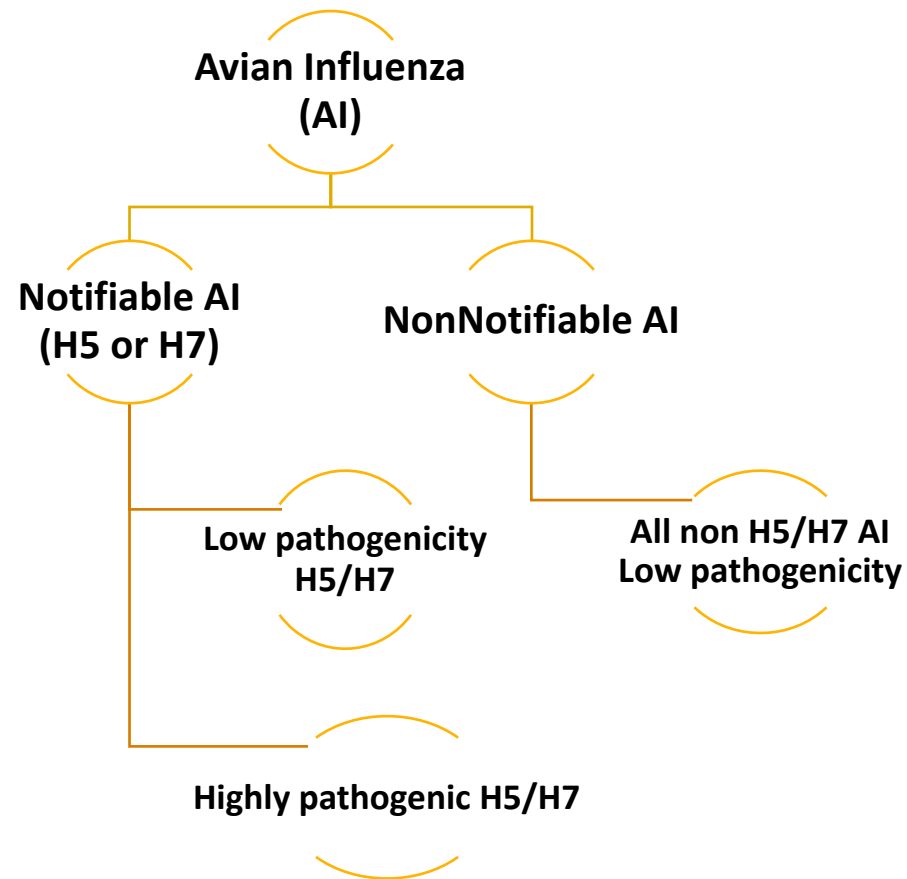 Avian Influenza
(AI)
Notifiable AI
(H5 or H7)
NonNotifiable AI
Low pathogenicity
H5/H7
All non H5/H7 AI
Low pathogenicity
Highly pathogenic H5/H7